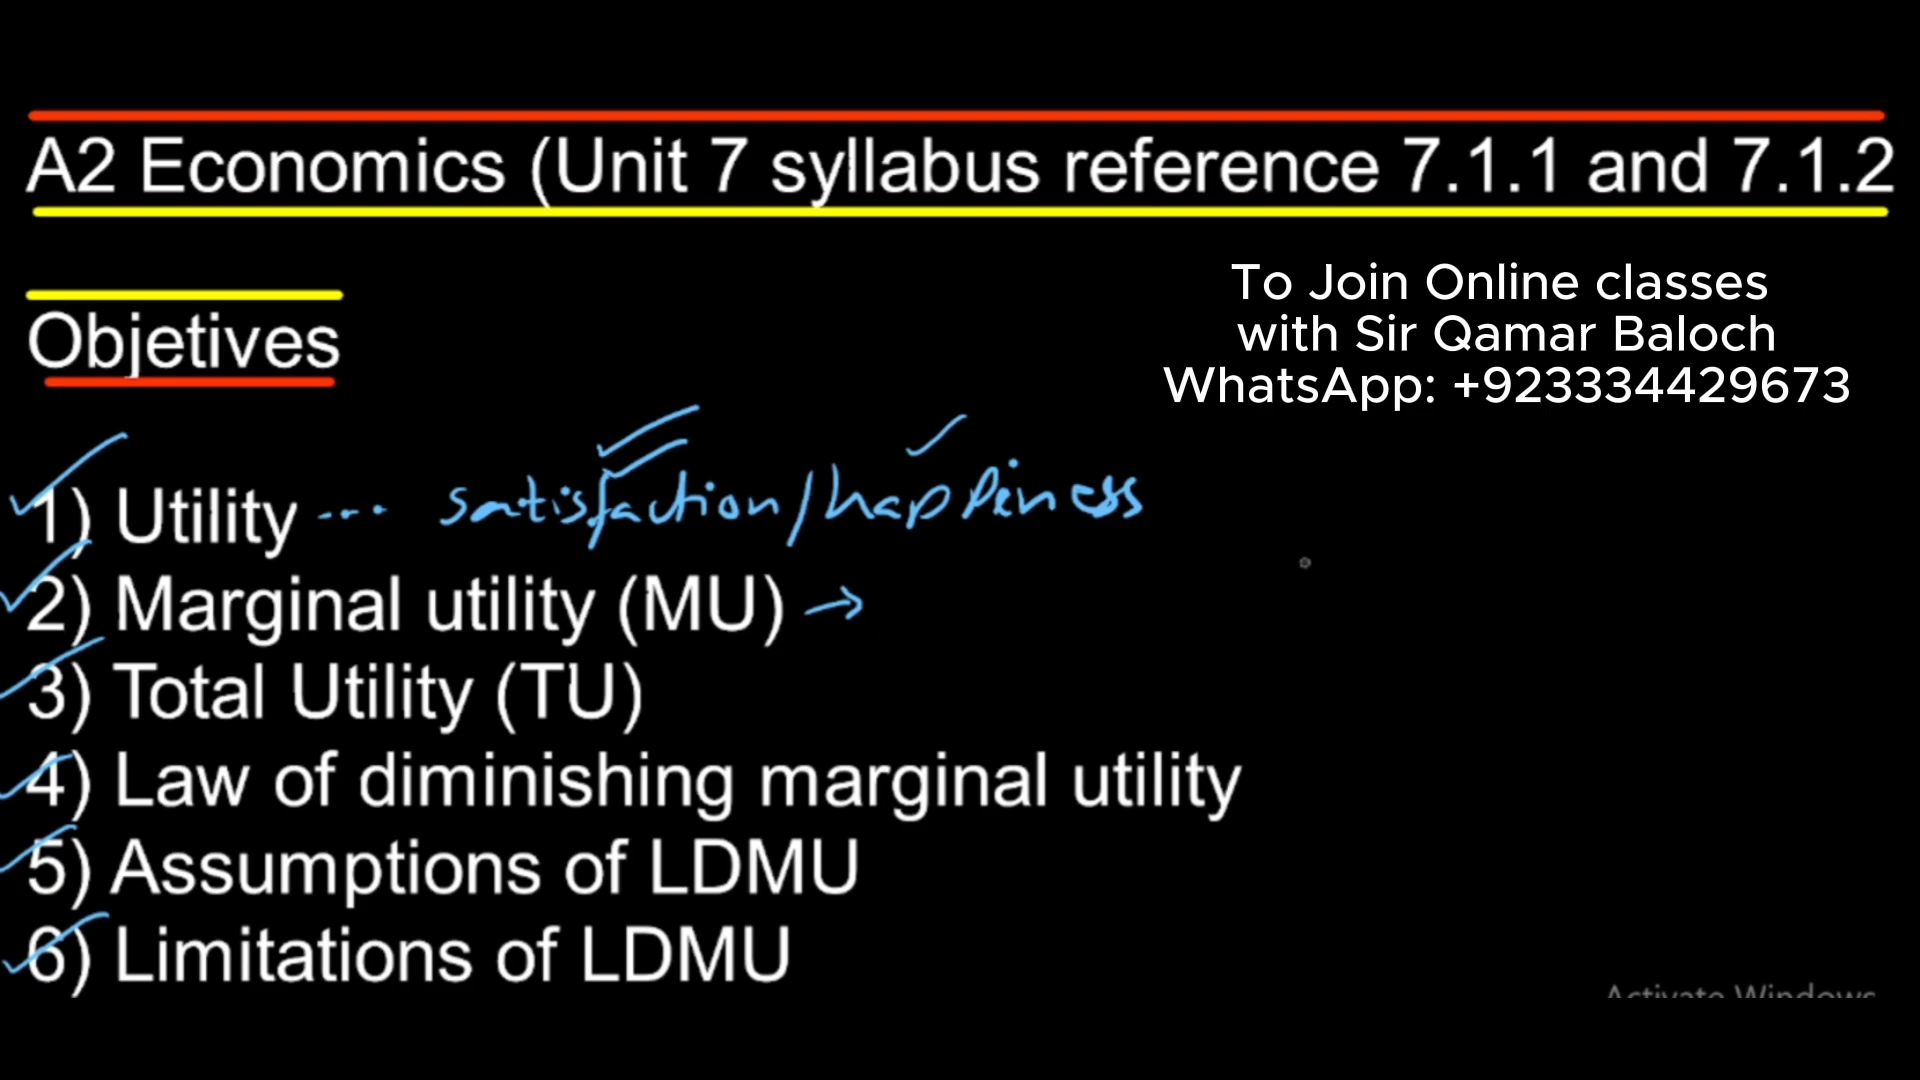 A2 Economics (Unit 7 syllabus reference 7.1.1 and 7.1.2
To Join Online classes
with Sir Qamar Baloch
WhatsApp: +923334429673
Objetives
1) Utility ... satisfaction/happiness
2) Marginal utility (MU) →
3) Total Utility (TU)
4) Law of diminishing marginal utility
5) Assumptions of LDMU
6) Limitations of LDMU
Activate Windows